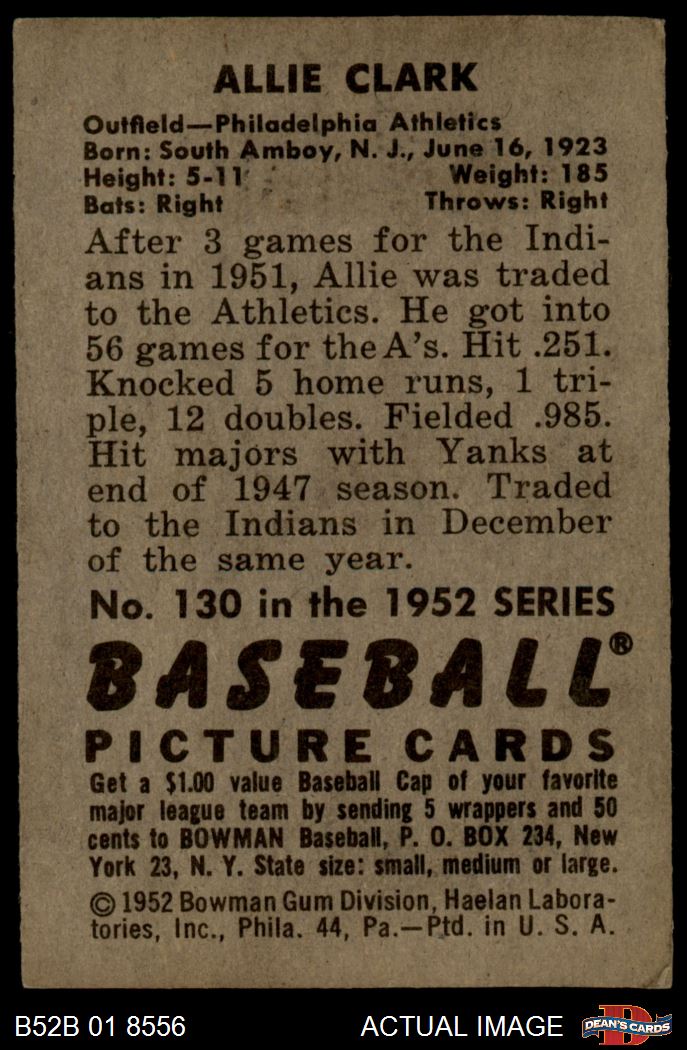 ALLIE CLARK
Outfield—Philadelphia Athletics
Born: South Amboy, N. J., June 16, 1923
Height: 5-11 Weight: 185
Bats: Right Throws: Right
After 3 games for the Indi-
ans in 1951, Allie was traded
to the Athletics. He got into
56 games for the A's. Hit .251.
Knocked 5 home runs, 1 tri-
ple, 12 doubles. Fielded .985.
Hit majors with Yanks at
end of 1947 season. Traded
to the Indians in December
of the same year.
No. 130 in the 1952 SERIES
BASEBALL®
PICTURE CARDS
Get a $1.00 value Baseball Cap of your favorite
major league team by sending 5 wrappers and 50
cents to BOWMAN Baseball, P. O. BOX 234, New
York 23, N. Y. State size: small, medium or large.
© 1952 Bowman Gum Division, Haelan Labora-
tories, Inc., Phila. 44, Pa.—Ptd. in U. S. A.
B52B 01 8556 ACTUAL IMAGE D DEAN'S CARDS